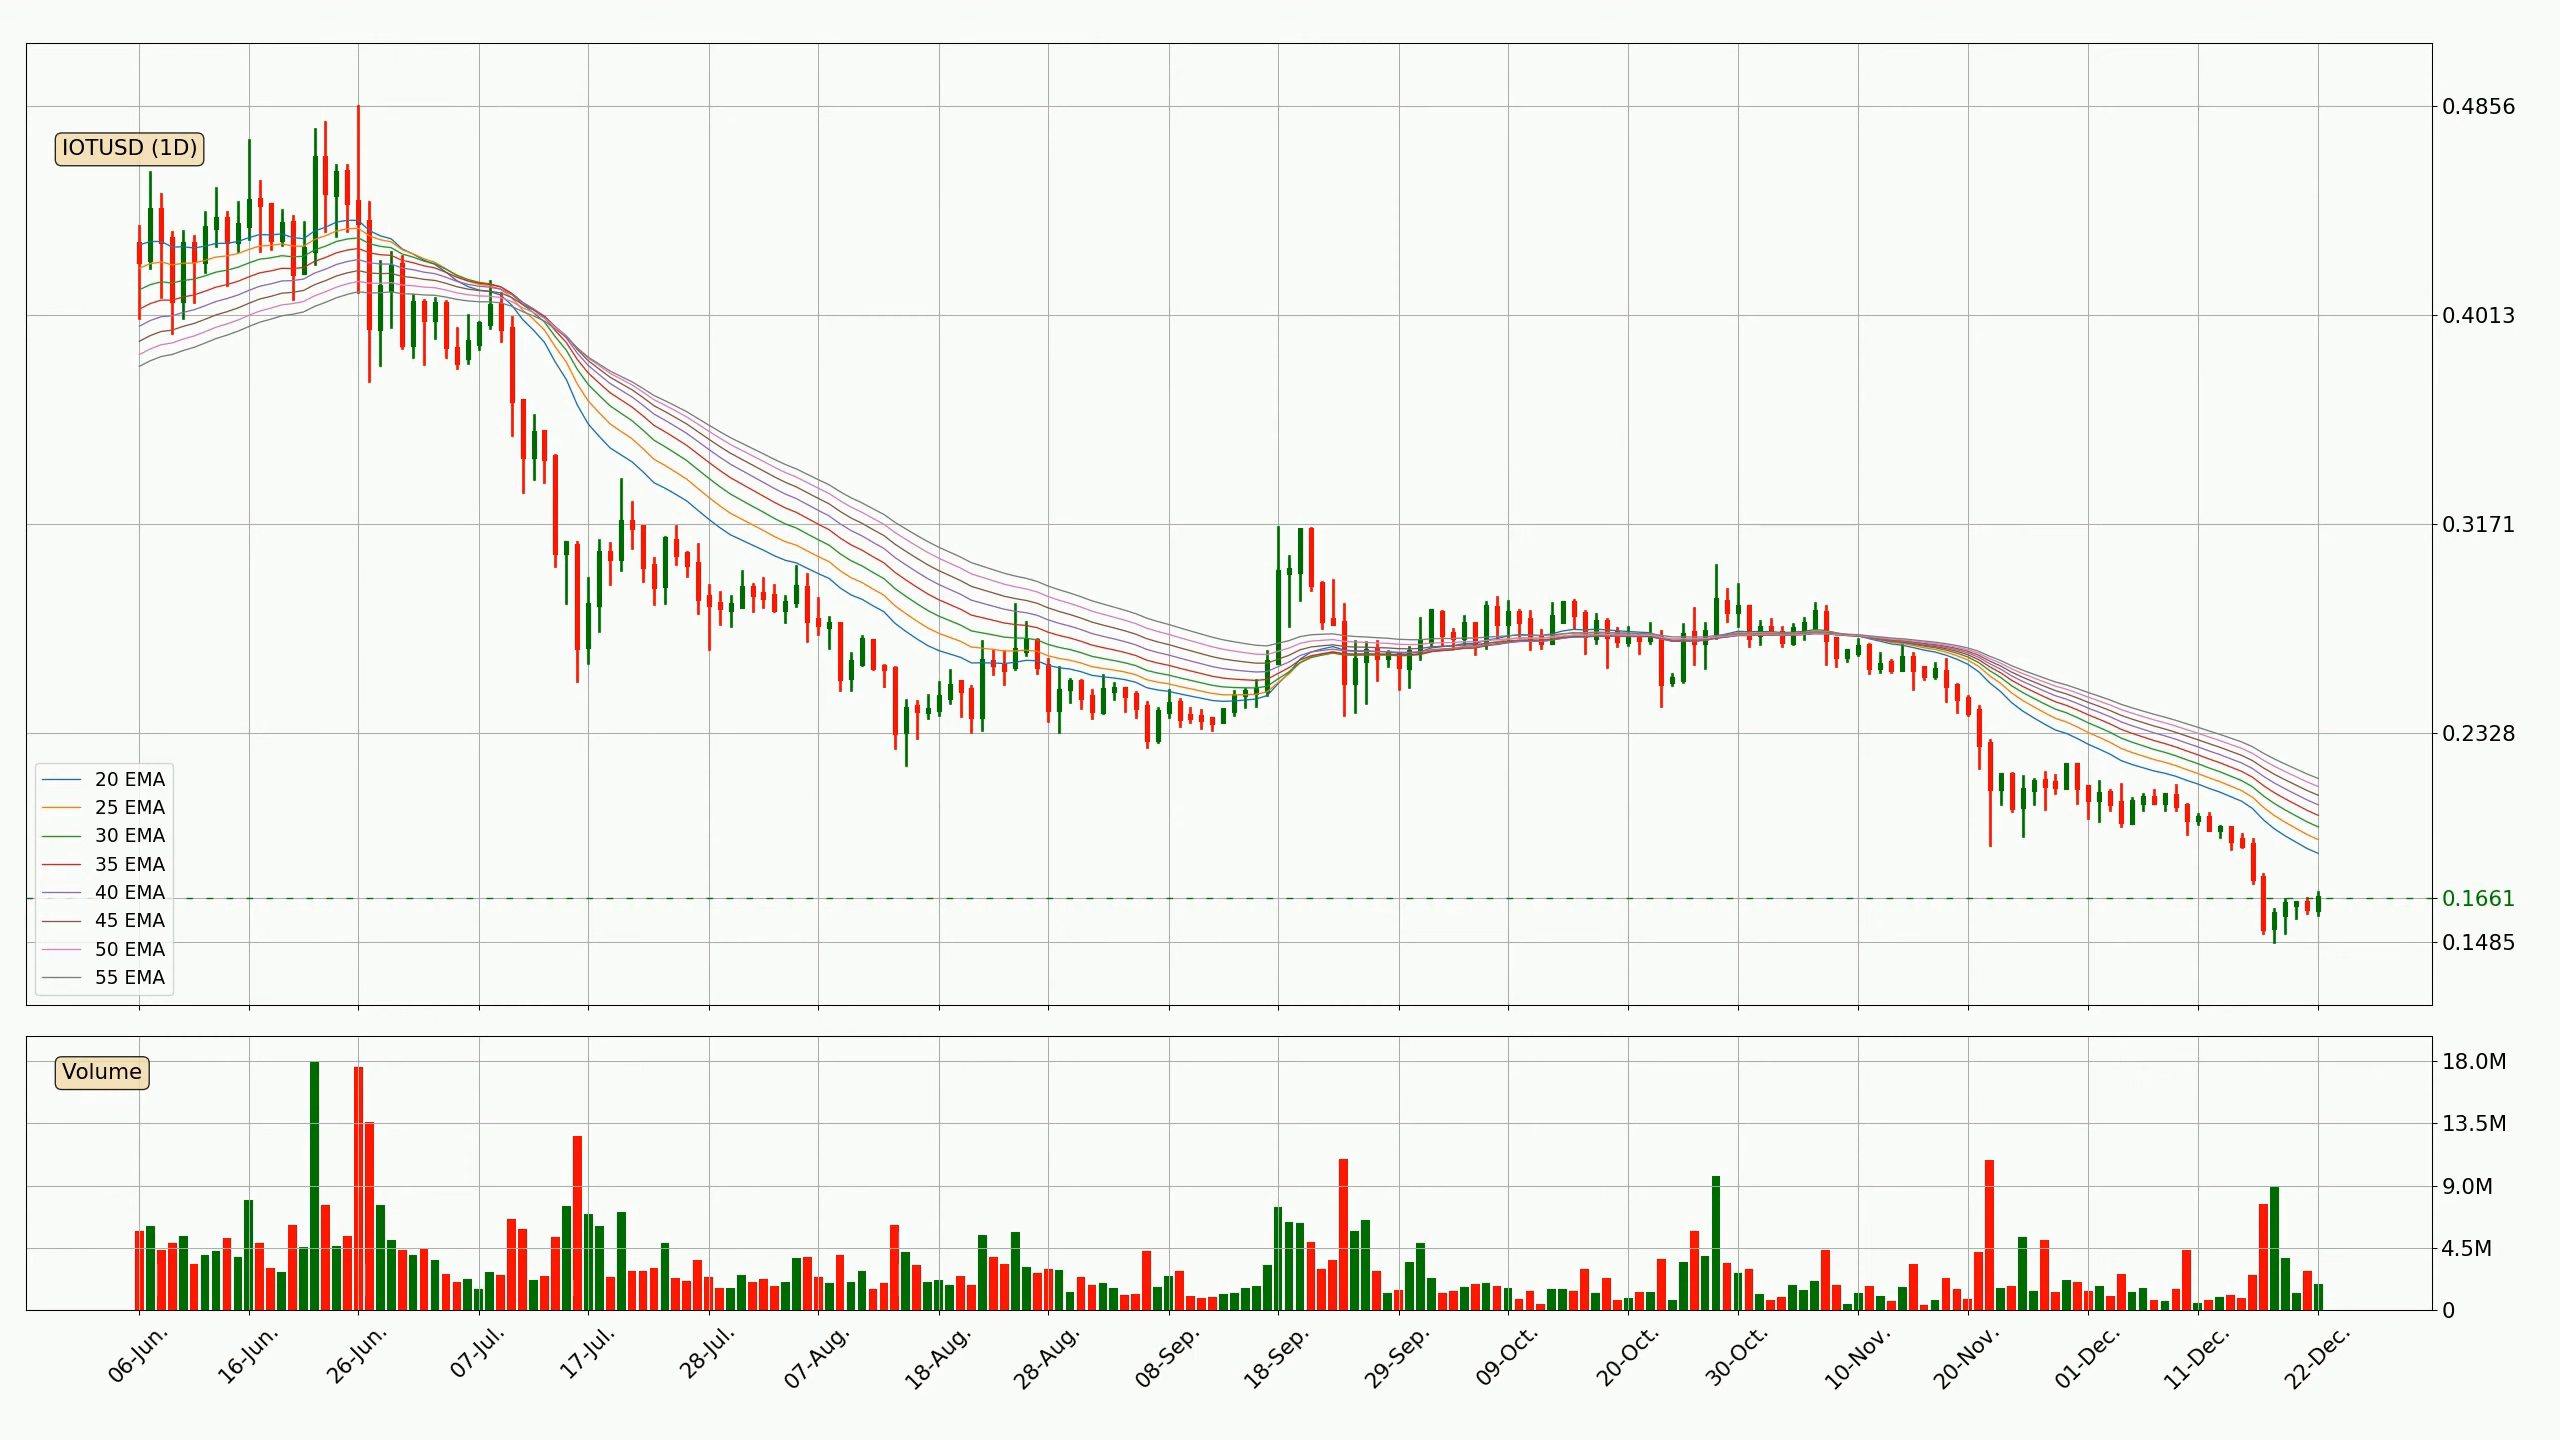 IOTUSD (1D)
0.4856
0.4013
0.3171
0.2328
0.1661
0.1485
20 EMA
25 EMA
30 EMA
35 EMA
40 EMA
45 EMA
50 EMA
55 EMA
Volume
18.0M
13.5M
9.0M
4.5M
0
06-Jun.
16-Jun.
26-Jun.
07-Jul.
17-Jul.
28-Jul.
07-Aug.
18-Aug.
28-Aug.
08-Sep.
18-Sep.
29-Sep.
09-Oct.
20-Oct.
30-Oct.
10-Nov.
20-Nov.
01-Dec.
11-Dec.
22-Dec.